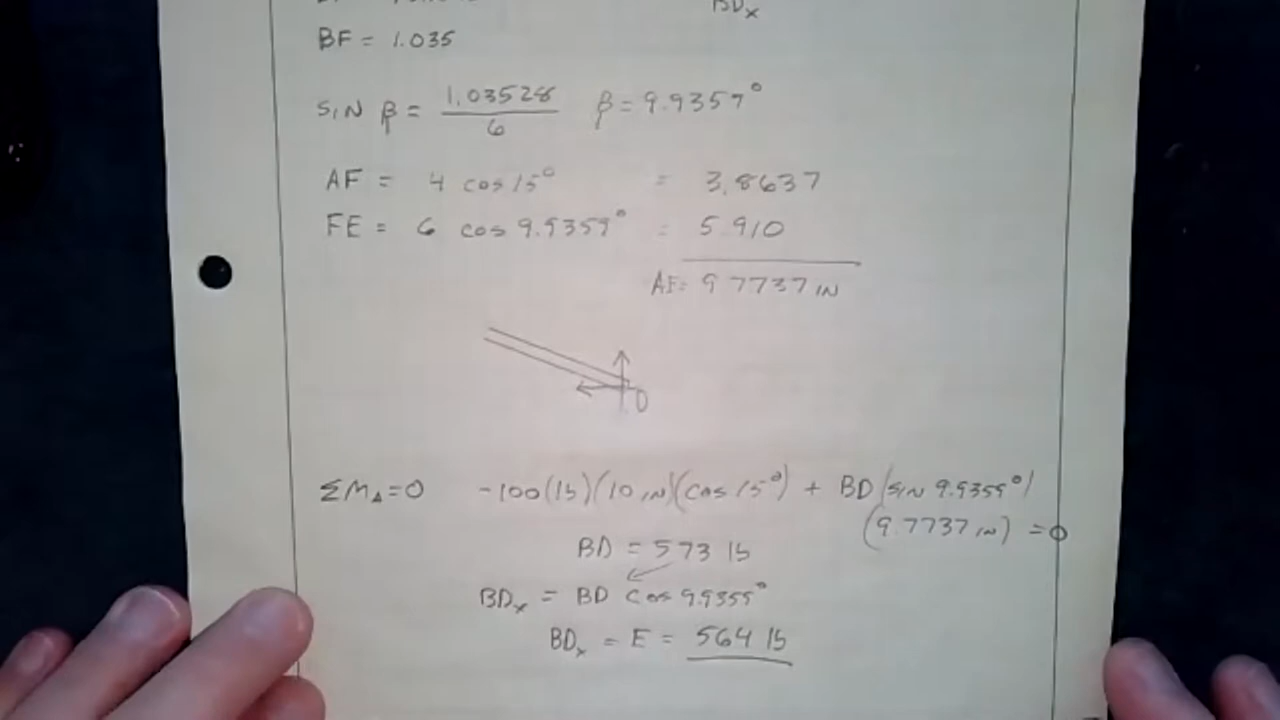 BDx
BF = 1.035
SIN β = 1.03528 / 6 β = 9.9359°
AF = 4 cos 15° = 3.8637
FE = 6 cos 9.9359° = 5.910
AE= 9.7737 IN
D
ΣMA=0 -100(lb)(10 IN)(cos 15°) + BD(SIN 9.9359°)
(9.7737 IN) = 0
BD = 573 lb
BDx = BD cos 9.9359°
BDx = E = 564 lb